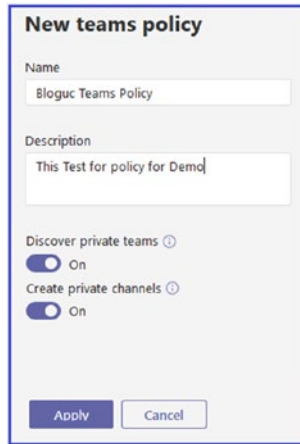 New teams policy
Name
Bloguc Teams Policy
Description
This Test for policy for Demo
Discover private teams
On
Create private channels
On
Apply
Cancel